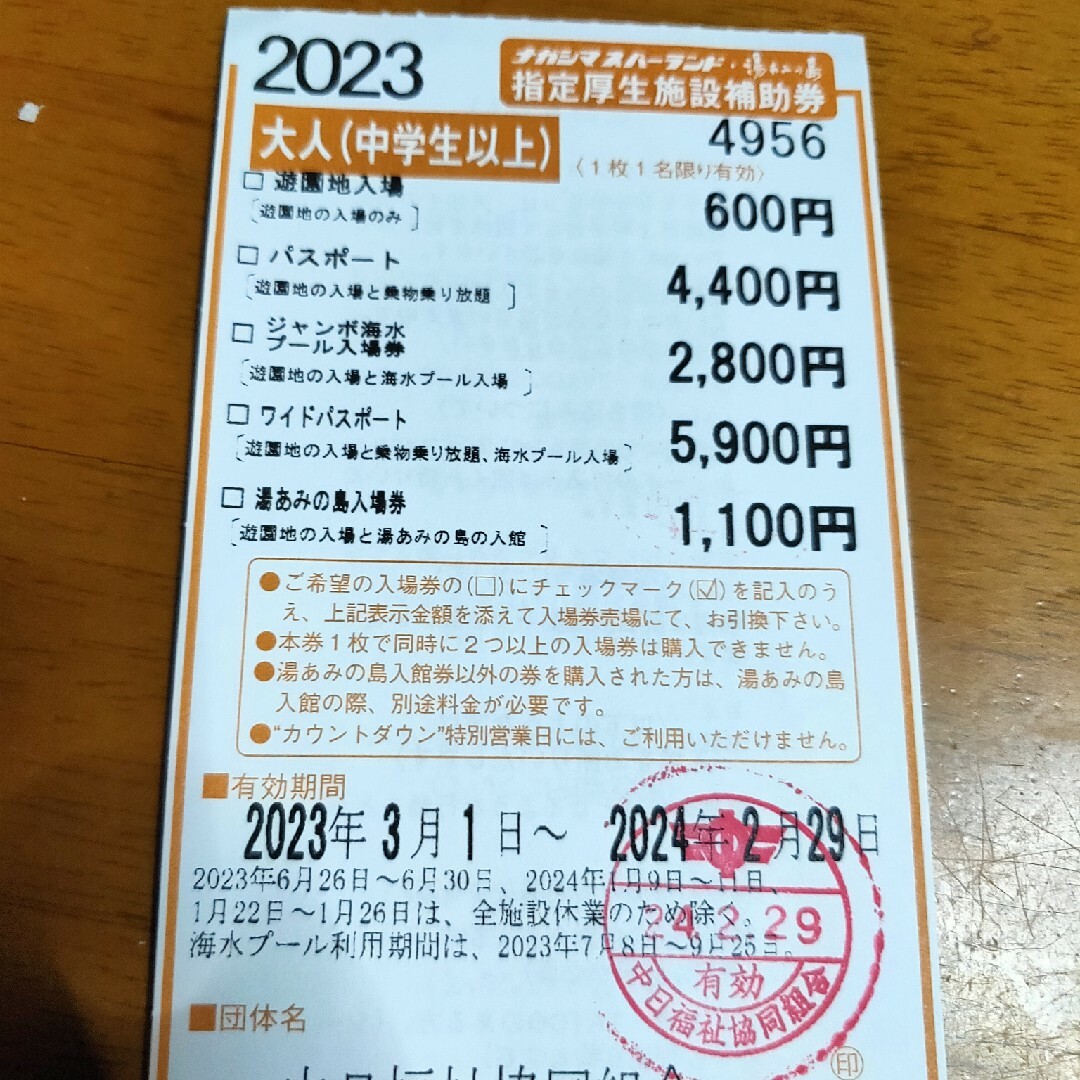 2023
ナガシマスパーランド・湯あみの島
指定厚生施設補助券
4956
大人(中学生以上)
〈1枚1名限り有効〉
□ 遊園地入場
〔遊園地の入場のみ〕
600円
□ パスポート
〔遊園地の入場と乗物乗り放題〕
4,400円
□ ジャンボ海水
プール入場券
〔遊園地の入場と海水プール入場〕
2,800円
□ ワイドパスポート
〔遊園地の入場と乗物乗り放題、海水プール入場〕
5,900円
□ 湯あみの島入場券
〔遊園地の入場と湯あみの島の入館〕
1,100円
●ご希望の入場券の(□)にチェックマーク(☑)を記入のう
え、上記表示金額を添えて入場券売場にて、お引換下さい。
●本券1枚で同時に2つ以上の入場券は購入できません。
●湯あみの島入館券以外の券を購入された方は、湯あみの島
入館の際、別途料金が必要です。
●“カウントダウン”特別営業日には、ご利用いただけません。
■有効期間
2023年3月1日～ 2024年2月29日
2023年6月26日～6月30日、2024年1月9日～11日、
1月22日～1月26日は、全施設休業のため除く。
海水プール利用期間は、2023年7月8日～9月25日。
24.2.29
有効
中日福祉協同組合
■団体名
中日福祉協同組合
印